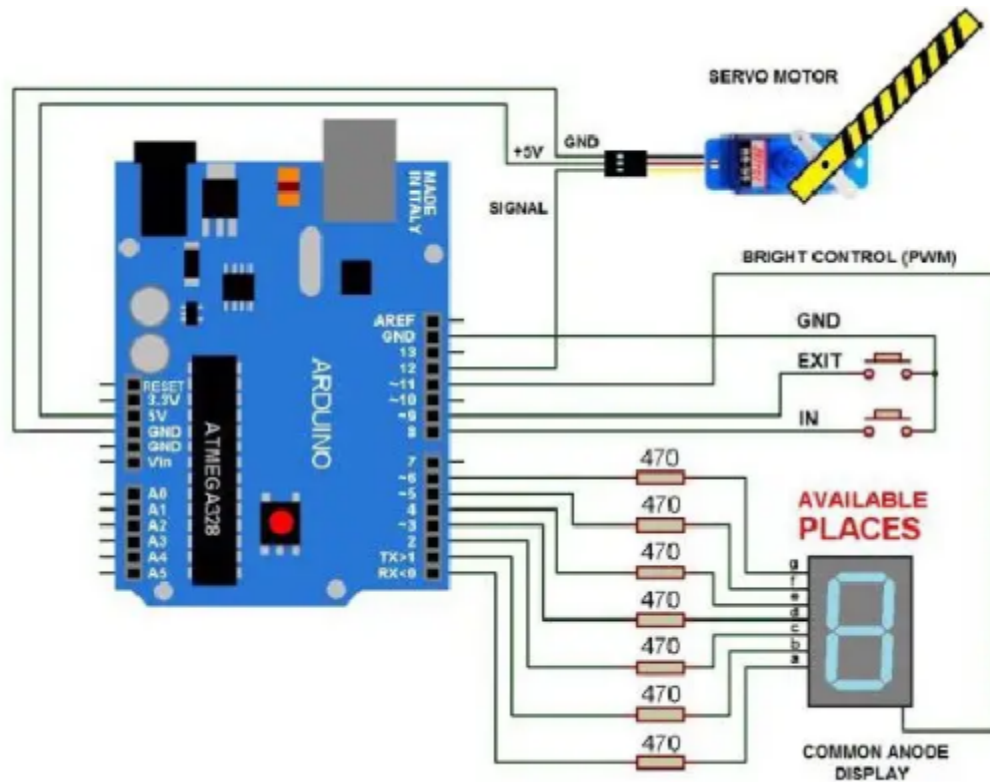 SERVO MOTOR
GND
+5V
SIGNAL
MADE
IN ITALY
BRIGHT CONTROL (PWM)
GND
EXIT
IN
AREF
GND
13
12
~11
~10
~9
8
7
~6
~5
4
~3
2
TX>1
RX<0
ARDUINO
ATMEGA328
RESET
3.3V
5V
GND
GND
Vin
A0
A1
A2
A3
A4
A5
470
470
470
470
470
470
470
AVAILABLE
PLACES
g
f
e
d
c
b
a
COMMON ANODE
DISPLAY